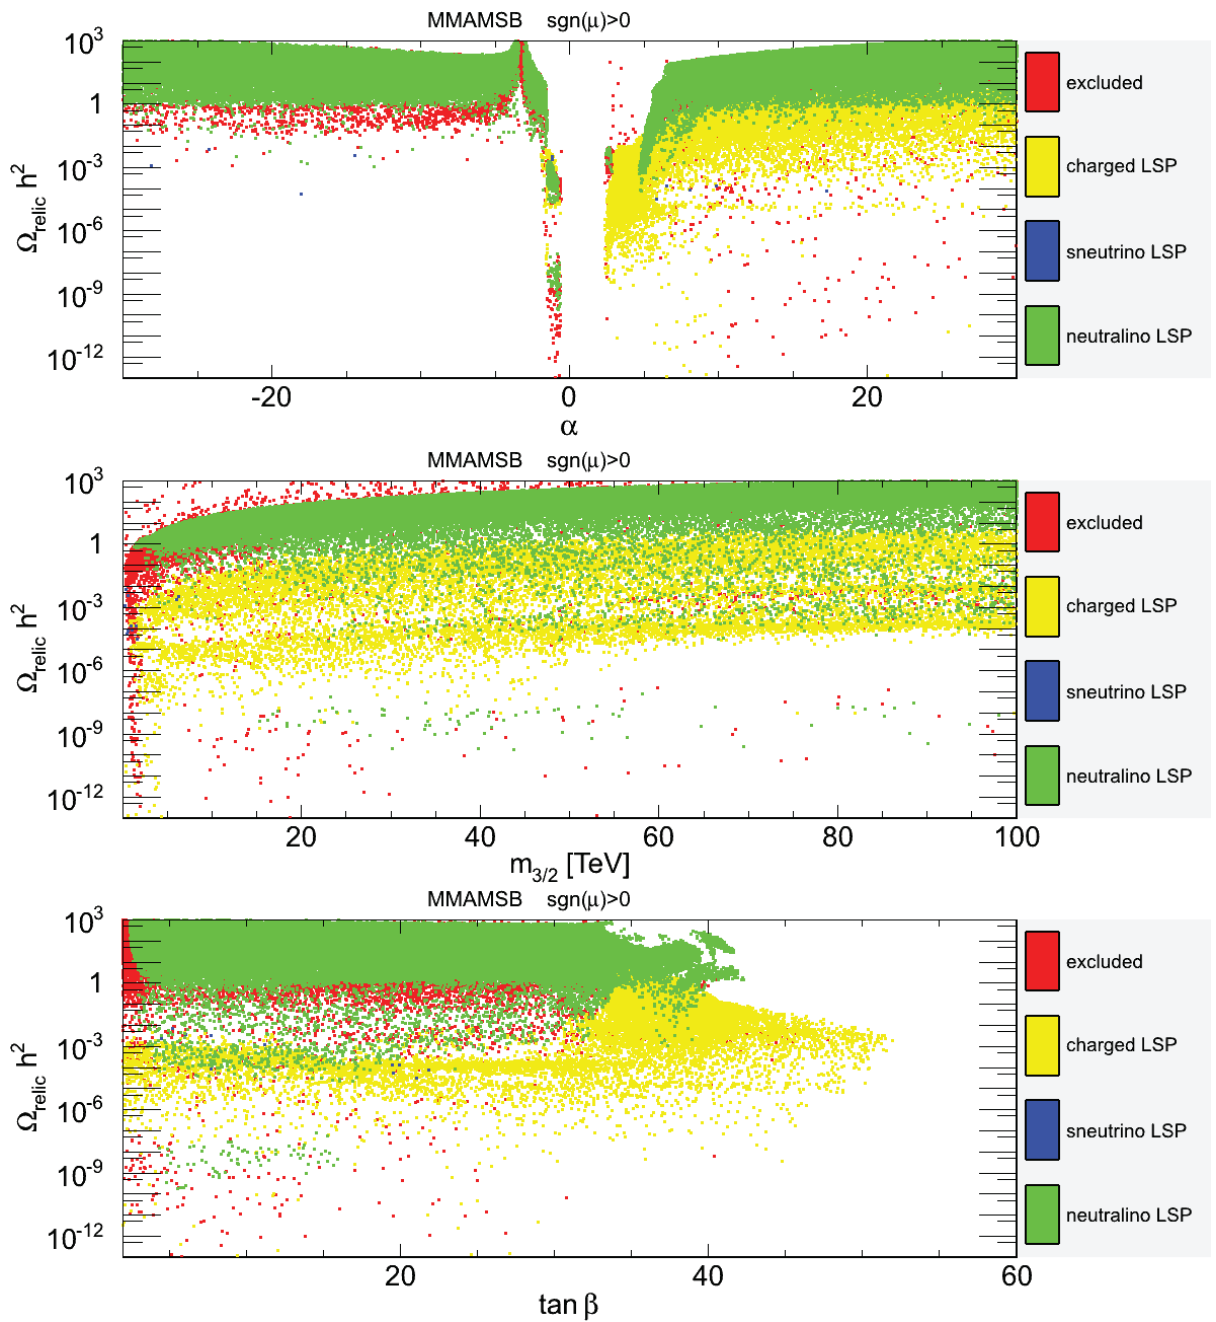 MMAMSB sgn(μ)>0
10³
1
10⁻³
10⁻⁶
10⁻⁹
10⁻¹²
Ω_relic h²
-20 0 20
α
excluded
charged LSP
sneutrino LSP
neutralino LSP
MMAMSB sgn(μ)>0
10³
1
10⁻³
10⁻⁶
10⁻⁹
10⁻¹²
Ω_relic h²
20 40 60 80 100
m_3/2 [TeV]
excluded
charged LSP
sneutrino LSP
neutralino LSP
MMAMSB sgn(μ)>0
10³
1
10⁻³
10⁻⁶
10⁻⁹
10⁻¹²
Ω_relic h²
20 40 60
tan β
excluded
charged LSP
sneutrino LSP
neutralino LSP